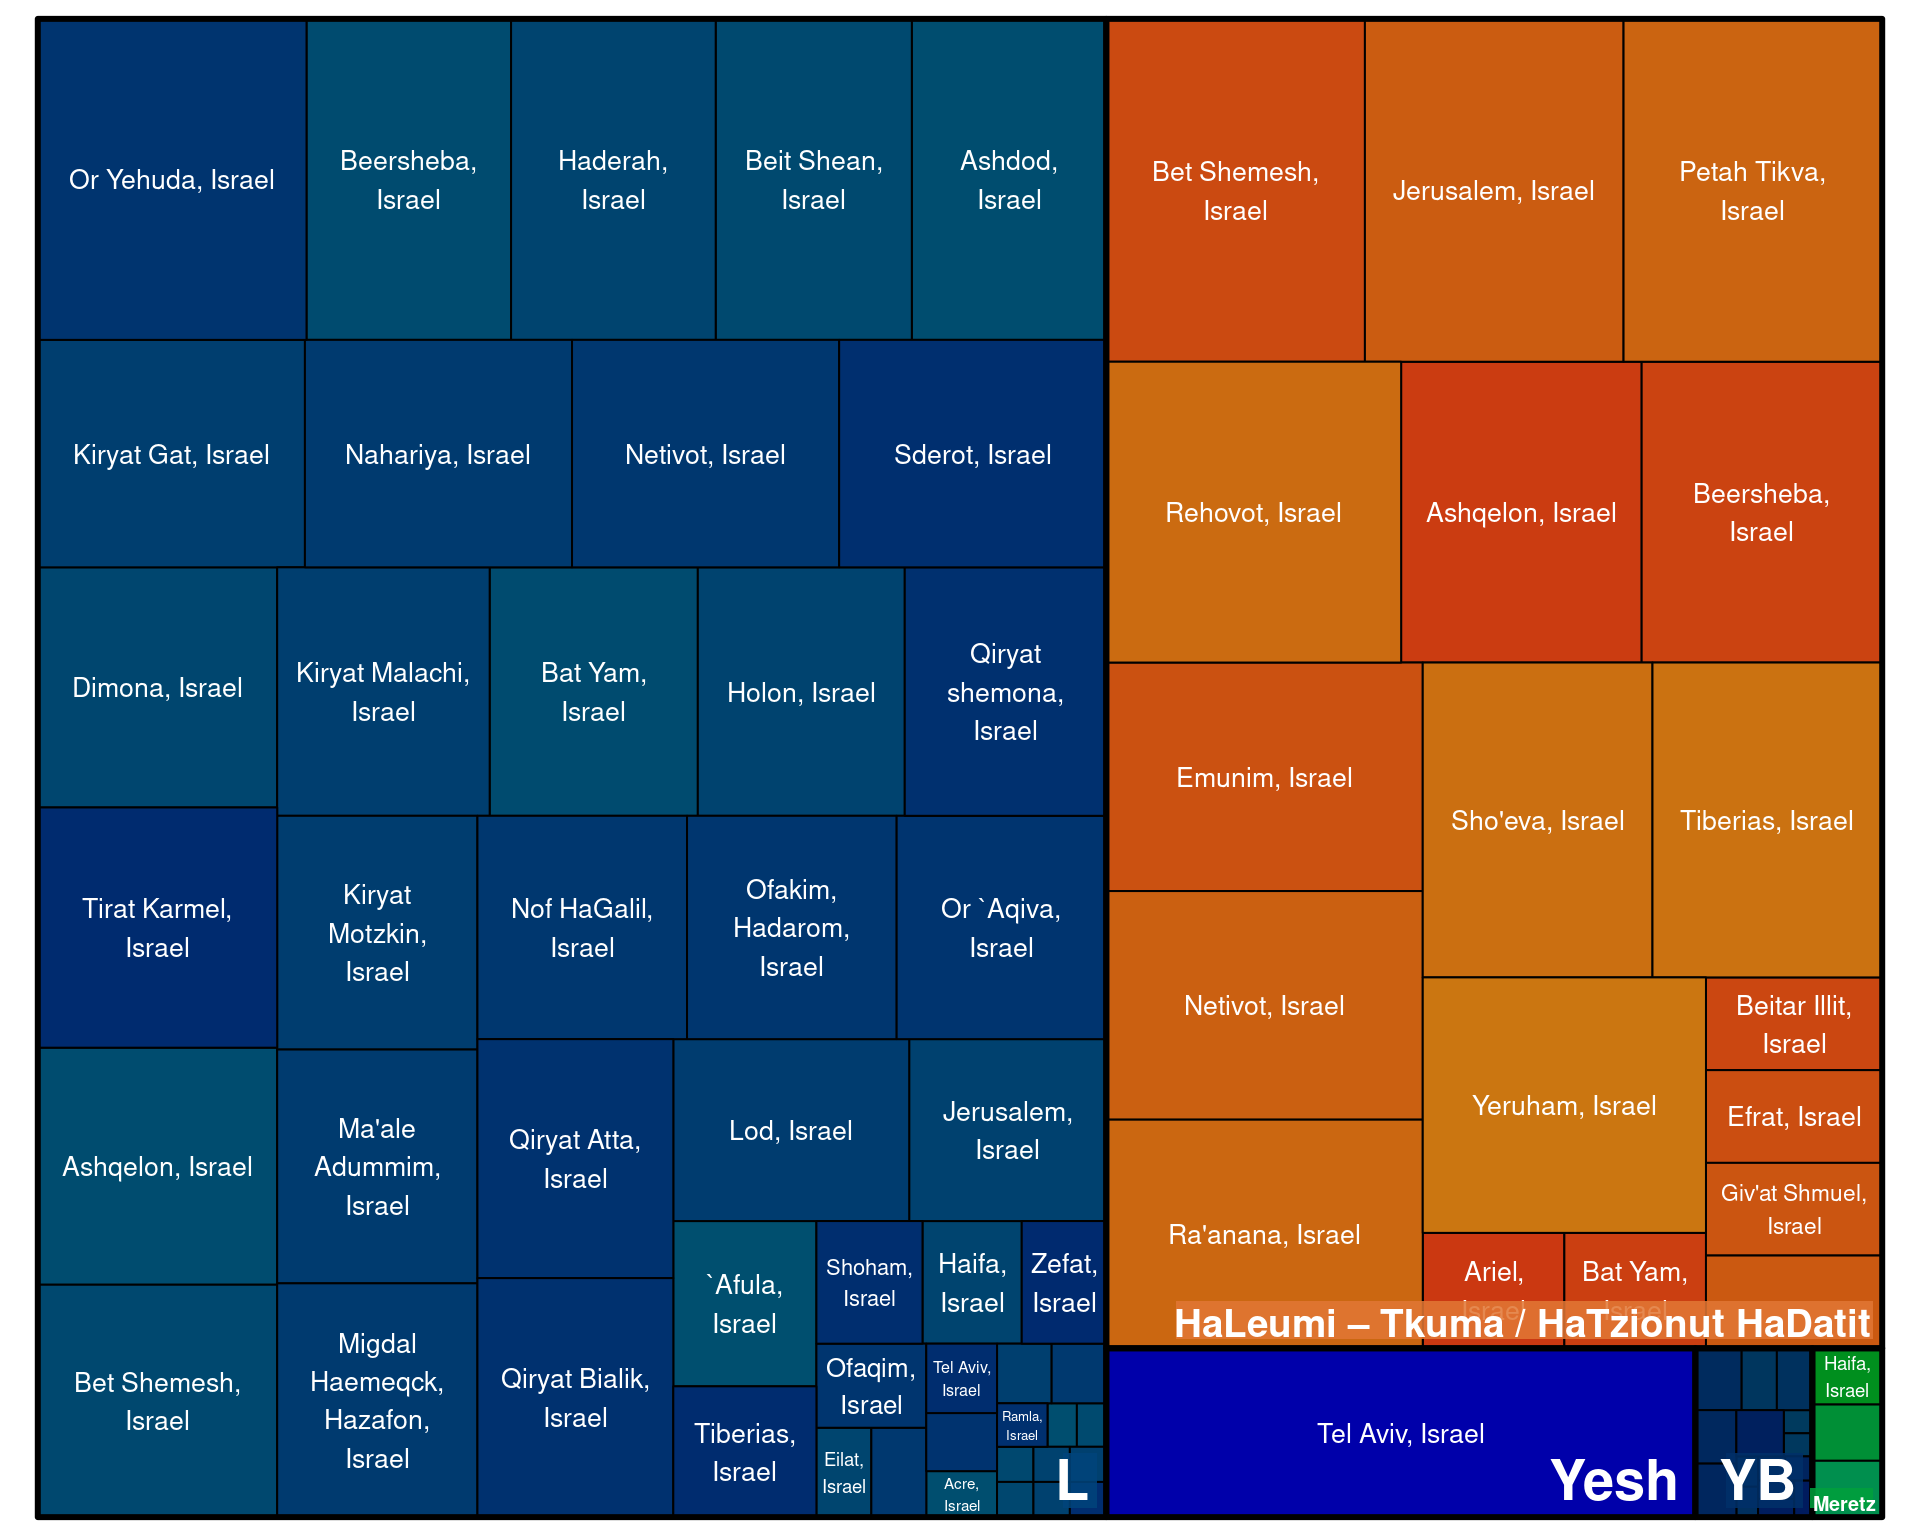 Or Yehuda, Israel
Beersheba,
Israel
Haderah,
Israel
Beit Shean,
Israel
Ashdod,
Israel
Kiryat Gat, Israel
Nahariya, Israel
Netivot, Israel
Sderot, Israel
Dimona, Israel
Kiryat Malachi,
Israel
Bat Yam,
Israel
Holon, Israel
Qiryat
shemona,
Israel
Tirat Karmel,
Israel
Kiryat
Motzkin,
Israel
Nof HaGalil,
Israel
Ofakim,
Hadarom,
Israel
Or `Aqiva,
Israel
Ashqelon, Israel
Ma'ale
Adummim,
Israel
Qiryat Atta,
Israel
Lod, Israel
Jerusalem,
Israel
Bet Shemesh,
Israel
Migdal
Haemeqck,
Hazafon,
Israel
Qiryat Bialik,
Israel
`Afula,
Israel
Shoham,
Israel
Haifa,
Israel
Zefat,
Israel
Tiberias,
Israel
Ofaqim,
Israel
Tel Aviv,
Israel
Ramla,
Israel
Eilat,
Israel
Acre,
Israel
L
Bet Shemesh,
Israel
Jerusalem, Israel
Petah Tikva,
Israel
Rehovot, Israel
Ashqelon, Israel
Beersheba,
Israel
Emunim, Israel
Sho'eva, Israel
Tiberias, Israel
Netivot, Israel
Yeruham, Israel
Beitar Illit,
Israel
Efrat, Israel
Giv'at Shmuel,
Israel
Ra'anana, Israel
Ariel,
Israel
Bat Yam,
Israel
HaLeumi – Tkuma / HaTzionut HaDatit
Tel Aviv, Israel
Yesh
YB
Haifa,
Israel
Meretz